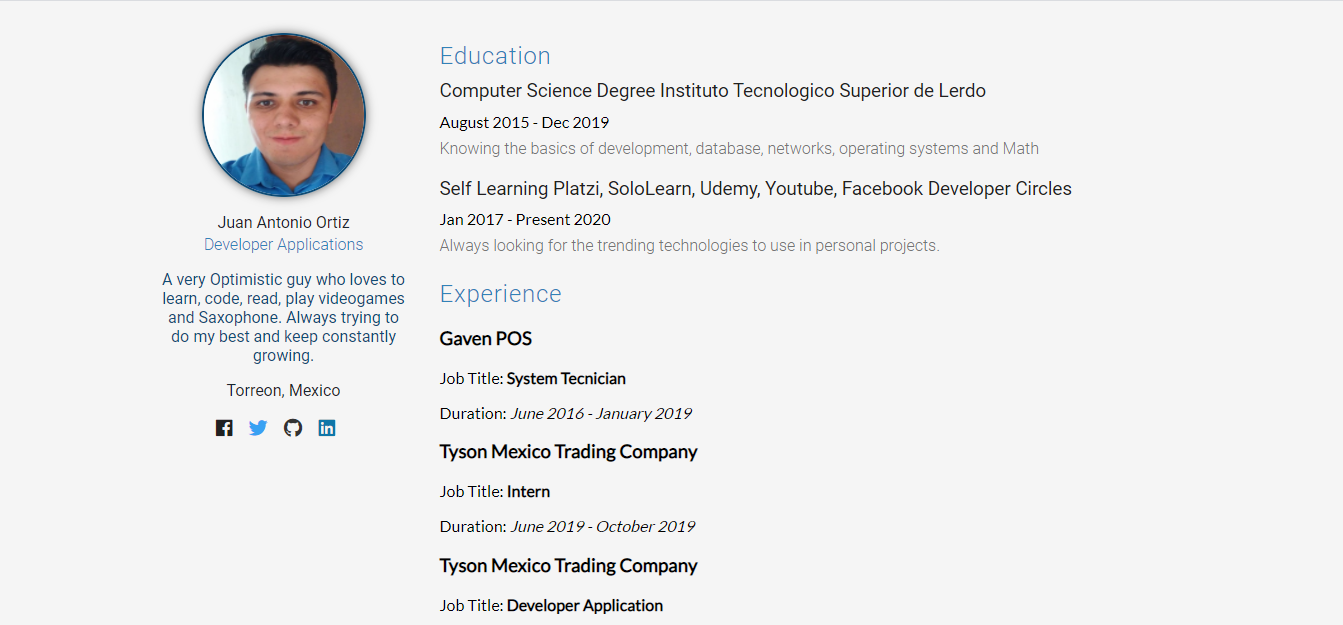 Juan Antonio Ortiz
Developer Applications
A very Optimistic guy who loves to
learn, code, read, play videogames
and Saxophone. Always trying to
do my best and keep constantly
growing.
Torreon, Mexico
Education
Computer Science Degree Instituto Tecnologico Superior de Lerdo
August 2015 - Dec 2019
Knowing the basics of development, database, networks, operating systems and Math
Self Learning Platzi, SoloLearn, Udemy, Youtube, Facebook Developer Circles
Jan 2017 - Present 2020
Always looking for the trending technologies to use in personal projects.
Experience
Gaven POS
Job Title: System Tecnician
Duration: June 2016 - January 2019
Tyson Mexico Trading Company
Job Title: Intern
Duration: June 2019 - October 2019
Tyson Mexico Trading Company
Job Title: Developer Application